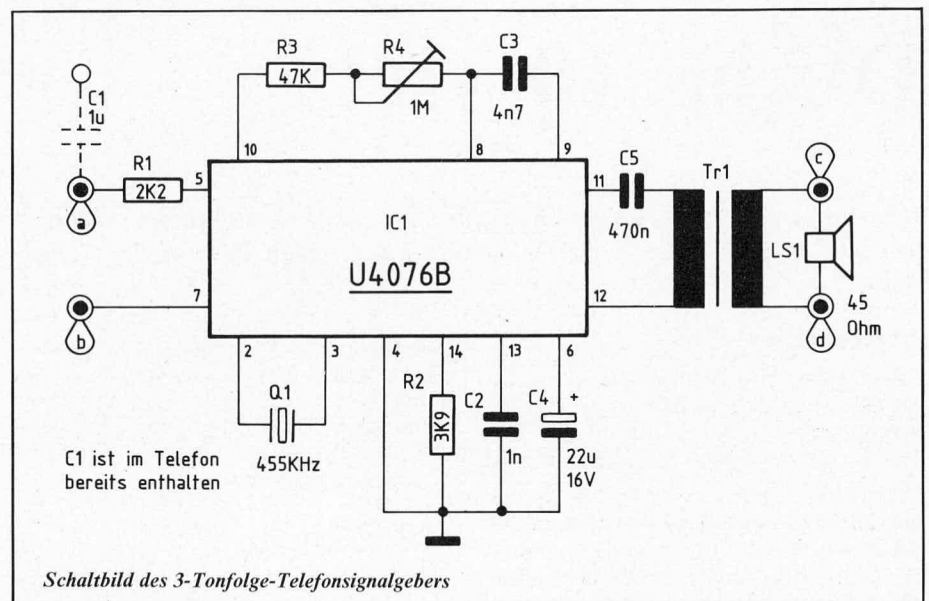 R3
47K
R4
1M
C3
4n7
C1
1u
10
8
9
R1
2K2
5
a
7
b
IC1
U4076B
11
12
C5
470n
Tr1
c
LS1
45
Ohm
d
2
3
4
14
13
6
Q1
455KHz
R2
3K9
C2
1n
C4
+
22u
16V
C1 ist im Telefon
bereits enthalten
Schaltbild des 3-Tonfolge-Telefonsignalgebers